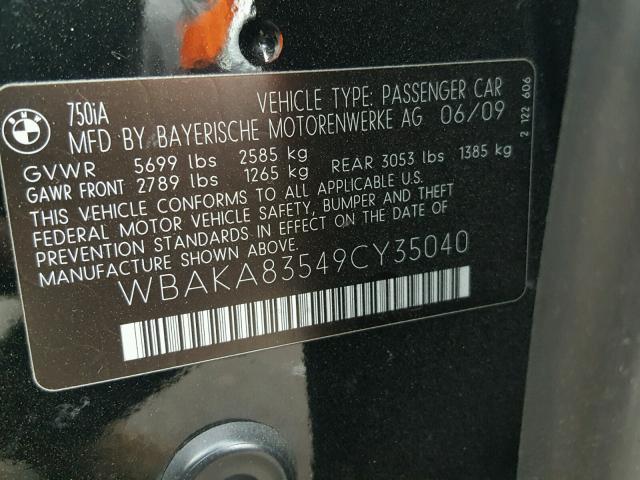 BMW
750iA
VEHICLE TYPE: PASSENGER CAR
MFD BY BAYERISCHE MOTORENWERKE AG 06/09
GVWR 5699 lbs 2585 kg
GAWR FRONT 2789 lbs 1265 kg REAR 3053 lbs 1385 kg
THIS VEHICLE CONFORMS TO ALL APPLICABLE U.S.
FEDERAL MOTOR VEHICLE SAFETY, BUMPER AND THEFT
PREVENTION STANDARDS IN EFFECT ON THE DATE OF
MANUFACTURE SHOWN ABOVE.
WBAKA83549CY35040
2 122 606